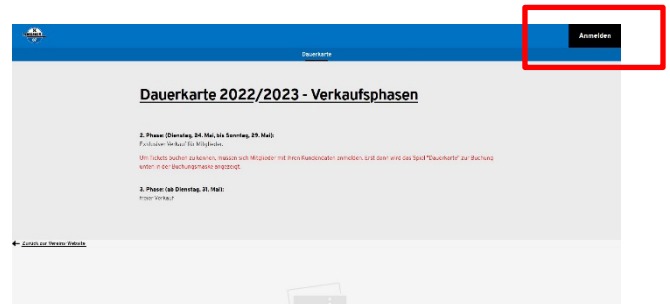 Anmelden
Dauerkarte
Dauerkarte 2022/2023 - Verkaufsphasen
2. Phase: (Dienstag, 24. Mai, bis Sonntag, 29. Mai):
Exklusiver Verkauf für Mitglieder.
Um Tickets buchen zu können, müssen sich Mitglieder mit ihren Kundendaten anmelden. Erst dann wird das Spiel "Dauerkarte" zur Buchung
unten in der Buchungsmaske angezeigt.
3. Phase: (ab Dienstag, 31. Mai):
Freier Verkauf
Zurück zur Vereins-Website